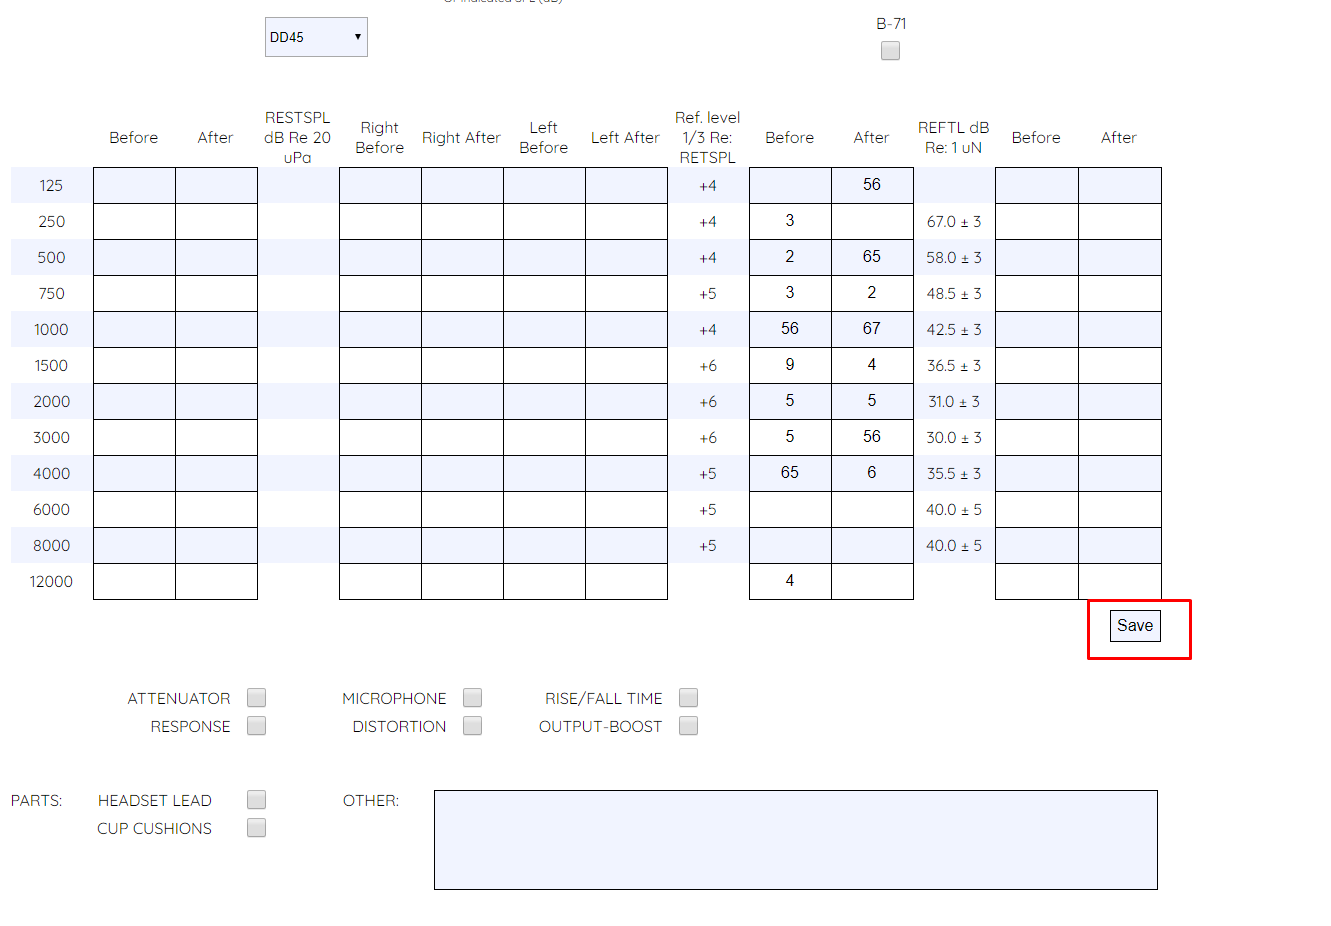 or indicated SPL (dB)
DD45
B-71
Before After RESTSPL dB Re 20 uPa Right Before Right After Left Before Left After Ref. level 1/3 Re: RETSPL Before After REFTL dB Re: 1 uN Before After
125 +4 56
250 +4 3 67.0 ± 3
500 +4 2 65 58.0 ± 3
750 +5 3 2 48.5 ± 3
1000 +4 56 67 42.5 ± 3
1500 +6 9 4 36.5 ± 3
2000 +6 5 5 31.0 ± 3
3000 +6 5 56 30.0 ± 3
4000 +5 65 6 35.5 ± 3
6000 +5 40.0 ± 5
8000 +5 40.0 ± 5
12000 4
Save
ATTENUATOR MICROPHONE RISE/FALL TIME
RESPONSE DISTORTION OUTPUT-BOOST
PARTS: HEADSET LEAD OTHER:
CUP CUSHIONS